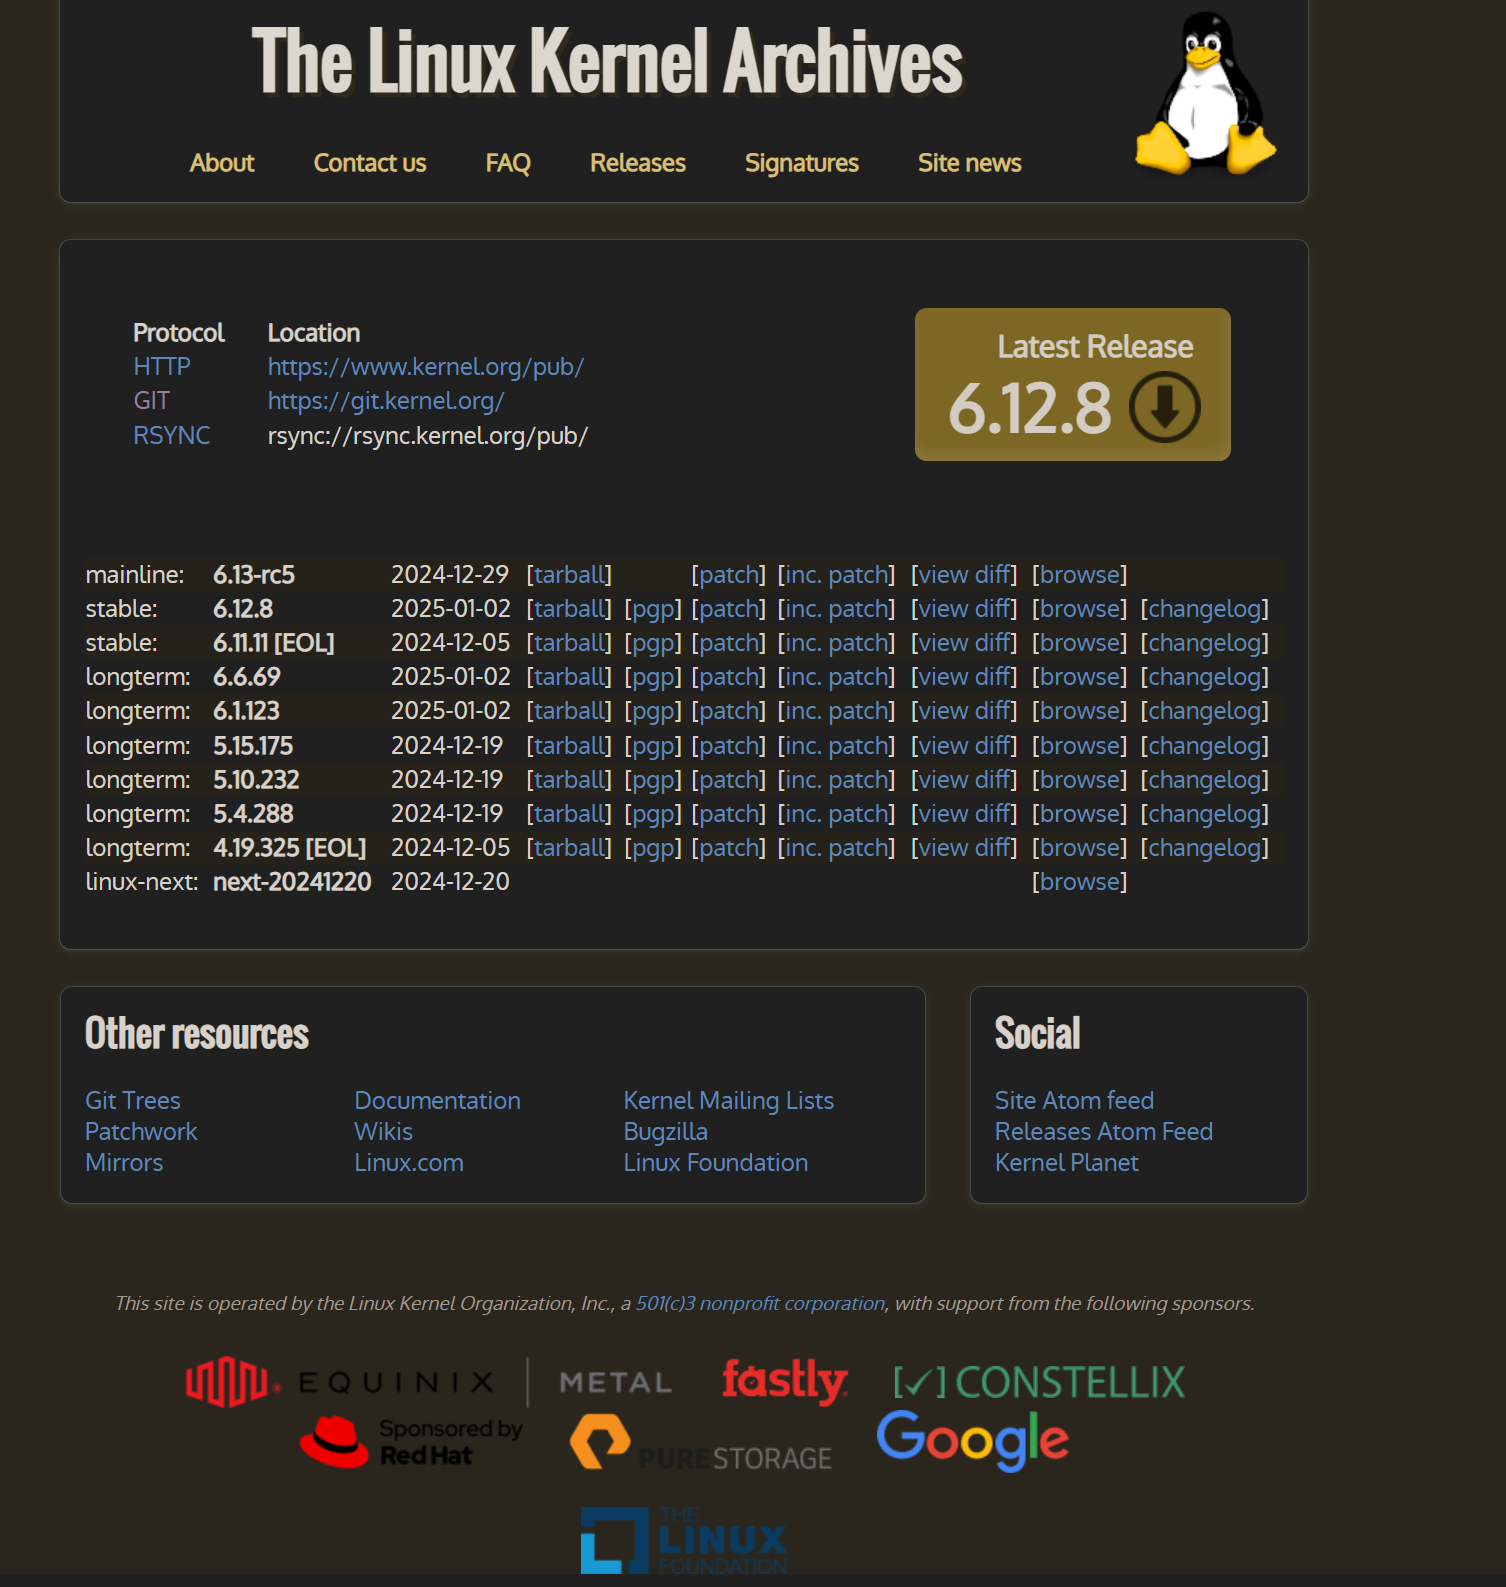 The Linux Kernel Archives
About Contact us FAQ Releases Signatures Site news
Protocol Location
HTTP https://www.kernel.org/pub/
GIT https://git.kernel.org/
RSYNC rsync://rsync.kernel.org/pub/
Latest Release
6.12.8
mainline: 6.13-rc5 2024-12-29 [tarball] [patch] [inc. patch] [view diff] [browse]
stable: 6.12.8 2025-01-02 [tarball] [pgp] [patch] [inc. patch] [view diff] [browse] [changelog]
stable: 6.11.11 [EOL] 2024-12-05 [tarball] [pgp] [patch] [inc. patch] [view diff] [browse] [changelog]
longterm: 6.6.69 2025-01-02 [tarball] [pgp] [patch] [inc. patch] [view diff] [browse] [changelog]
longterm: 6.1.123 2025-01-02 [tarball] [pgp] [patch] [inc. patch] [view diff] [browse] [changelog]
longterm: 5.15.175 2024-12-19 [tarball] [pgp] [patch] [inc. patch] [view diff] [browse] [changelog]
longterm: 5.10.232 2024-12-19 [tarball] [pgp] [patch] [inc. patch] [view diff] [browse] [changelog]
longterm: 5.4.288 2024-12-19 [tarball] [pgp] [patch] [inc. patch] [view diff] [browse] [changelog]
longterm: 4.19.325 [EOL] 2024-12-05 [tarball] [pgp] [patch] [inc. patch] [view diff] [browse] [changelog]
linux-next: next-20241220 2024-12-20 [browse]
Other resources
Git Trees Documentation Kernel Mailing Lists
Patchwork Wikis Bugzilla
Mirrors Linux.com Linux Foundation
Social
Site Atom feed
Releases Atom Feed
Kernel Planet
This site is operated by the Linux Kernel Organization, Inc., a 501(c)3 nonprofit corporation, with support from the following sponsors.
EQUINIX | METAL fastly [✓] CONSTELLIX
Sponsored by
Red Hat
PURESTORAGE
Google
THE
LINUX
FOUNDATION